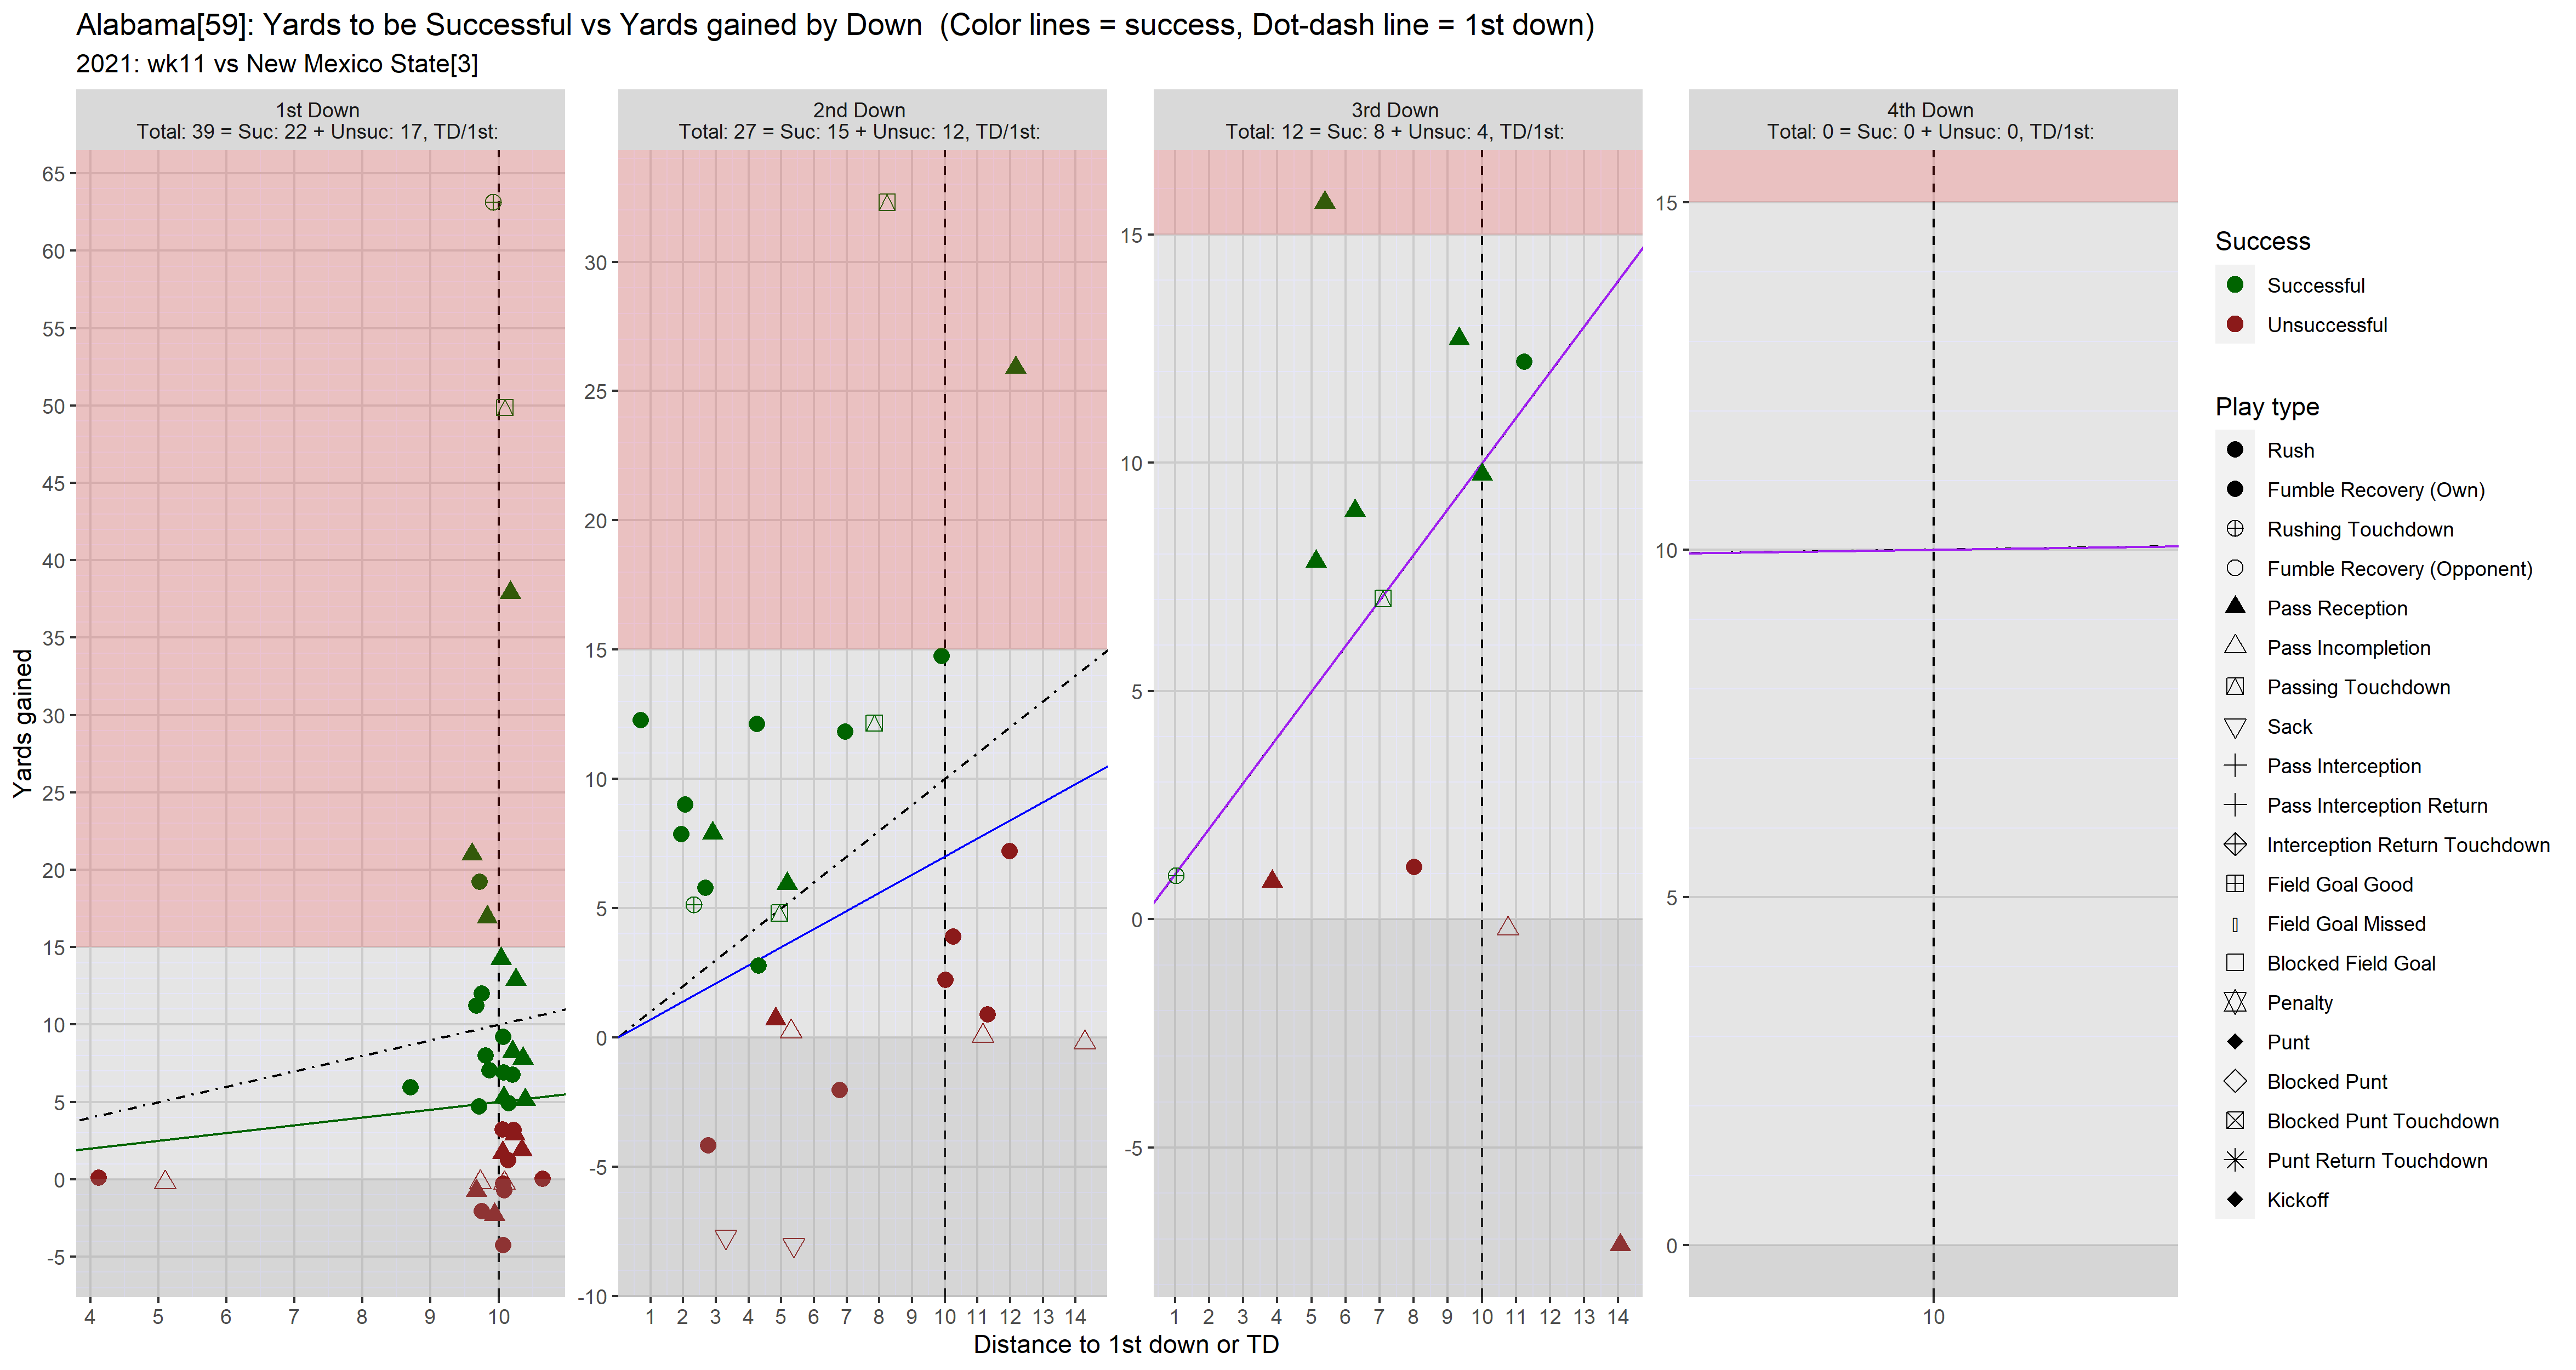 Alabama[59]: Yards to be Successful vs Yards gained by Down  (Color lines = success, Dot-dash line = 1st down)
2021: wk11 vs New Mexico State[3]
1st Down
Total: 39 = Suc: 22 + Unsuc: 17, TD/1st:
2nd Down
Total: 27 = Suc: 15 + Unsuc: 12, TD/1st:
3rd Down
Total: 12 = Suc: 8 + Unsuc: 4, TD/1st:
4th Down
Total: 0 = Suc: 0 + Unsuc: 0, TD/1st:
Yards gained
65
60
55
50
45
40
35
30
25
20
15
10
5
0
-5
4 5 6 7 8 9 10
30
25
20
15
10
5
0
-5
-10
1 2 3 4 5 6 7 8 9 10 11 12 13 14
15
10
5
0
-5
1 2 3 4 5 6 7 8 9 10 11 12 13 14
15
10
5
0
10
Distance to 1st down or TD
Success
Successful
Unsuccessful
Play type
Rush
Fumble Recovery (Own)
Rushing Touchdown
Fumble Recovery (Opponent)
Pass Reception
Pass Incompletion
Passing Touchdown
Sack
Pass Interception
Pass Interception Return
Interception Return Touchdown
Field Goal Good
Field Goal Missed
Blocked Field Goal
Penalty
Punt
Blocked Punt
Blocked Punt Touchdown
Punt Return Touchdown
Kickoff